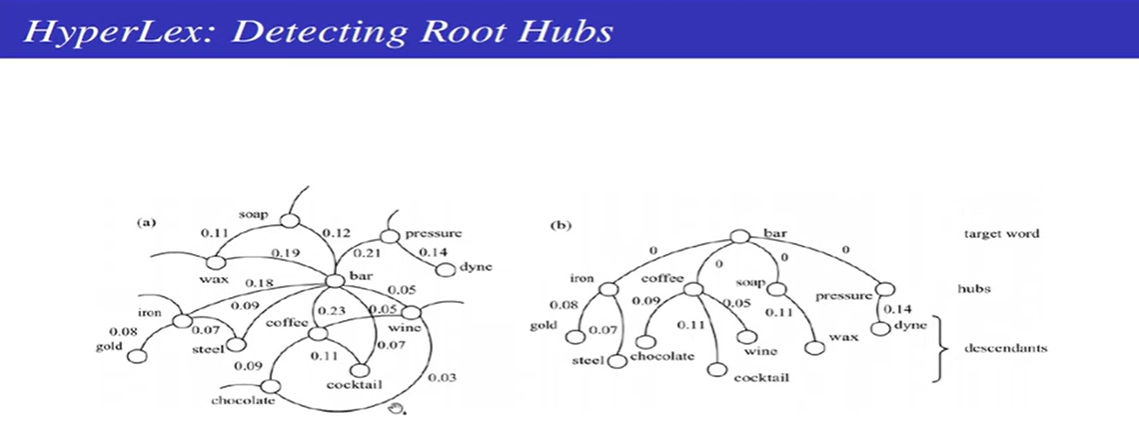 HyperLex: Detecting Root Hubs
(a)
soap
0.11
0.12
pressure
0.19
0.21
0.14
dyne
wax
0.18
bar
0.05
iron
0.09
0.23
0.05
0.08
0.07
coffee
wine
gold
steel
0.07
0.09
0.11
cocktail
0.03
chocolate
(b)
bar
target word
0
0
0
0
iron
coffee
soap
pressure
hubs
0.08
0.09
0.05
0.11
0.14
gold
0.07
0.11
dyne
steel
chocolate
wine
wax
descendants
cocktail